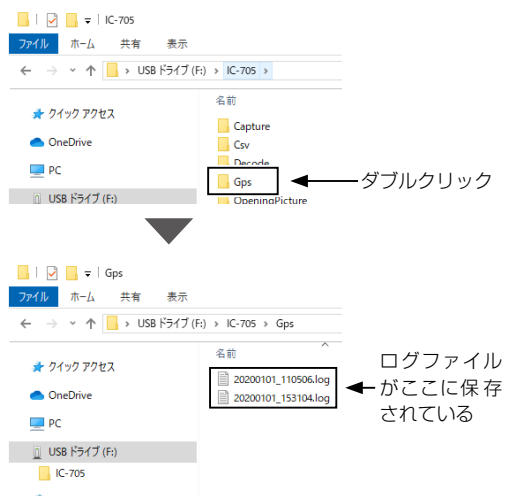 IC-705
ファイル ホーム 共有 表示
USB ドライブ (F:) > IC-705 >
名前
クイック アクセス
Capture
OneDrive
Csv
Decode
PC
Gps
ダブルクリック
USB ドライブ (F:)
OpeningPicture
Gps
ファイル ホーム 共有 表示
USB ドライブ (F:) > IC-705 > Gps
名前
クイック アクセス
20200101_110506.log
OneDrive
20200101_153104.log
ログファイル
がここに保存
されている
PC
USB ドライブ (F:)
IC-705